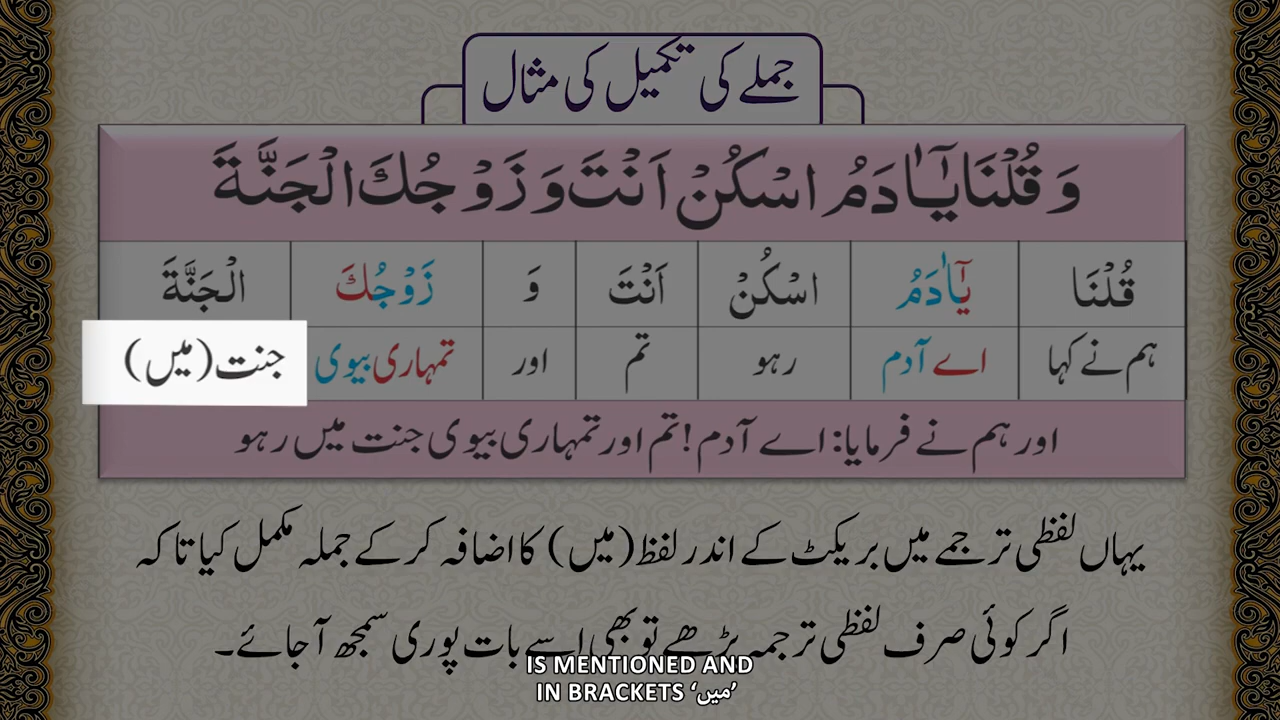 جملے کی تکمیل کی مثال
وَ قُلْنَا یٰۤاٰدَمُ اسْكُنْ اَنْتَ وَ زَوْجُكَ الْجَنَّةَ
قُلْنَا یٰۤاٰدَمُ اسْكُنْ اَنْتَ وَ زَوْجُكَ الْجَنَّةَ
ہم نے کہا اے آدم رہو تم اور تمہاری بیوی جنت (میں)
اور ہم نے فرمایا: اے آدم! تم اور تمہاری بیوی جنت میں رہو
یہاں لفظی ترجمے میں بریکٹ کے اندر لفظ (میں) کا اضافہ کر کے جملہ مکمل کیا تاکہ
اگر کوئی صرف لفظی ترجمہ پڑھے تو بھی اسے بات پوری سمجھ آجائے۔
IS MENTIONED AND
IN BRACKETS ‘میں’